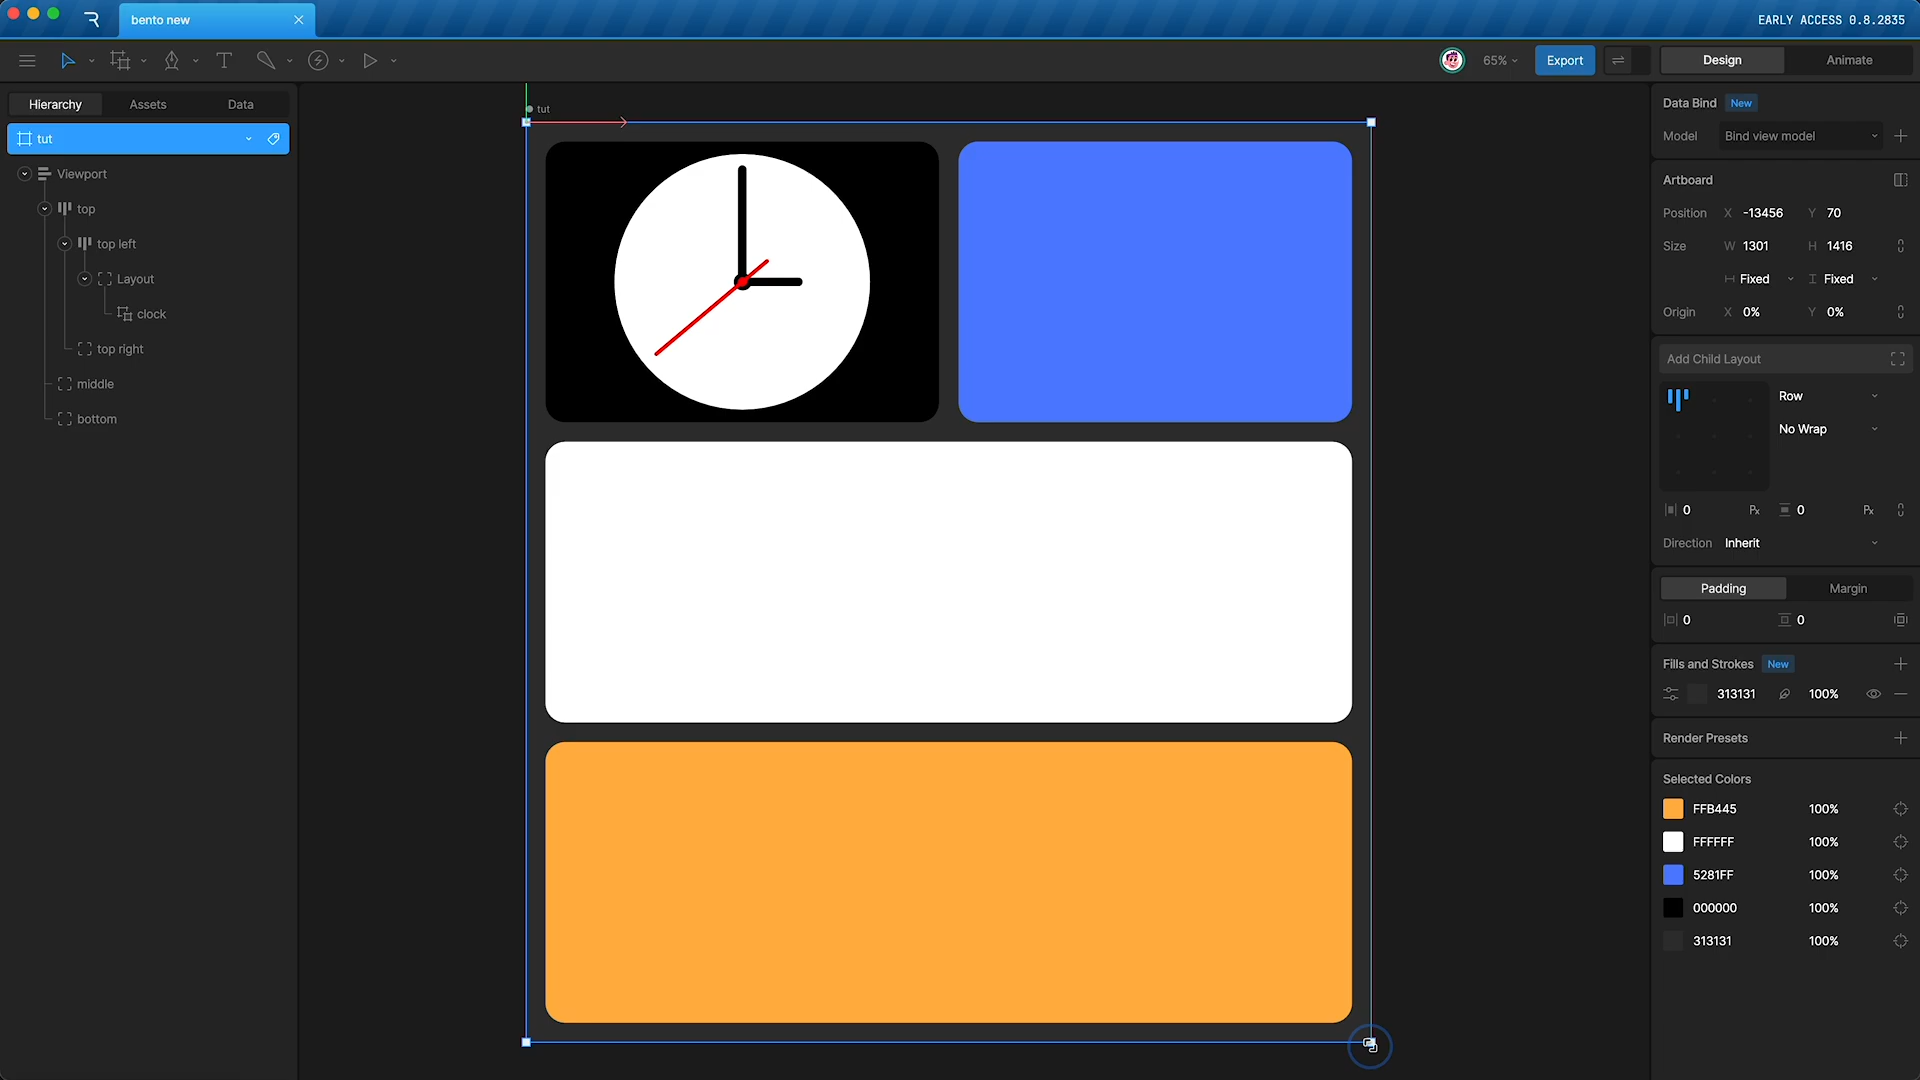 bento new
EARLY ACCESS 0.8.2835
65%
Export
Design
Animate
Hierarchy
Assets
Data
tut
Viewport
top
top left
Layout
clock
top right
middle
bottom
tut
Data Bind New
Model Bind view model
Artboard
Position X -13456 Y 70
Size W 1301 H 1416
Fixed Fixed
Origin X 0% Y 0%
Add Child Layout
Row
No Wrap
0 Px 0 Px
Direction Inherit
Padding Margin
0 0
Fills and Strokes New
313131 100%
Render Presets
Selected Colors
FFB445 100%
FFFFFF 100%
5281FF 100%
000000 100%
313131 100%